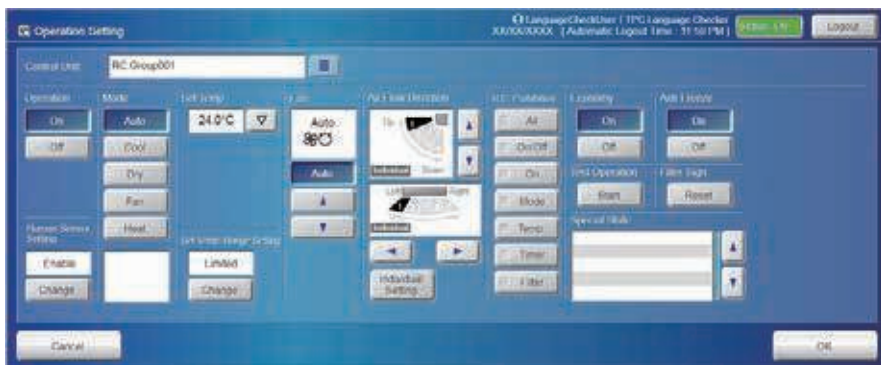 Operation Setting
LanguageCheckUser ( TPC Language Checker
XX/XX/XXXX [ Automatic Logout Time : 11:50 PM ]
Logout
Control Unit
RC Group001
Operation
Mode
Set Temp.
Fan
Air Flow Direction
R.C. Prohibition
Economy
Anti Freeze
On
Off
Auto
Cool
Dry
Fan
Heat
24.0°C
Auto
Auto
Up
Down
Individual
Left
Right
Individual
Individual
Setting
All
On/Off
On
Mode
Temp.
Timer
Filter
On
Off
On
Off
Test Operation
Start
Filter Sign
Reset
Special State
Human Sensor
Setting
Enable
Change
Set Temp. Range Setting
Limited
Change
Cancel
OK